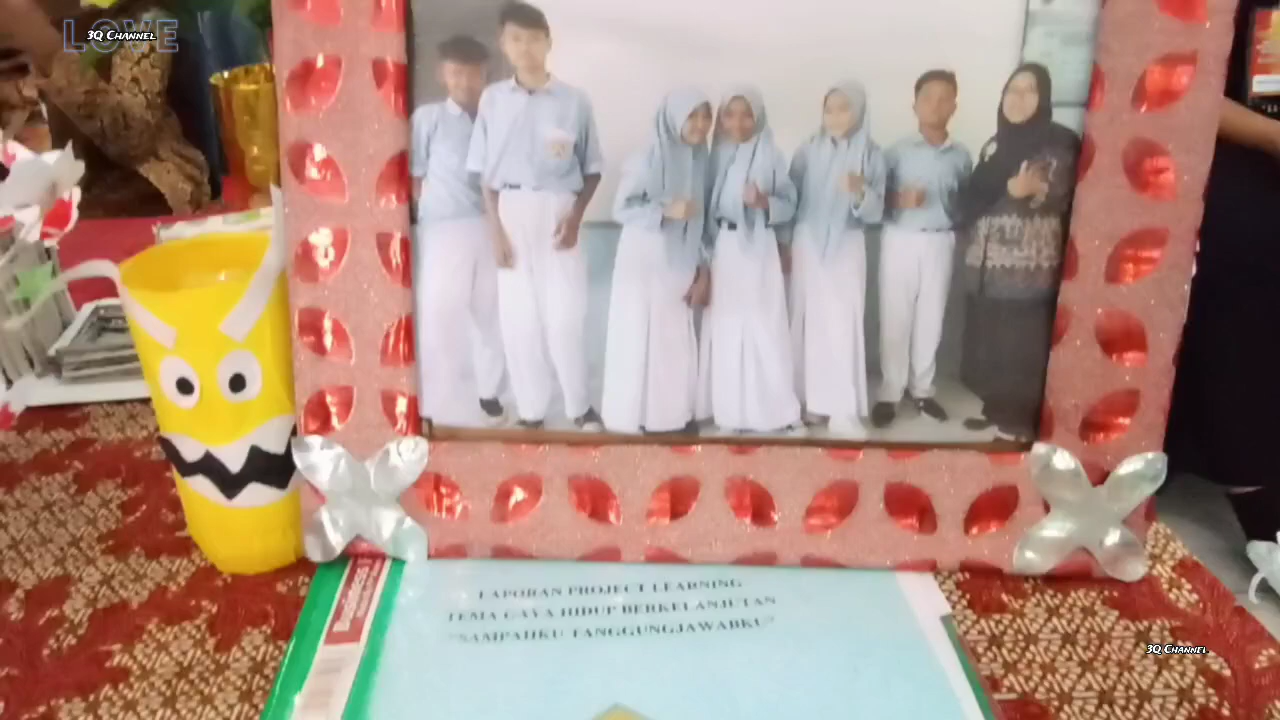 LOVE
3Q Channel
LAPORAN PROJECT LEARNING
TEMA GAYA HIDUP BERKELANJUTAN
"SAMPAHKU TANGGUNGJAWABKU"
3Q Channel